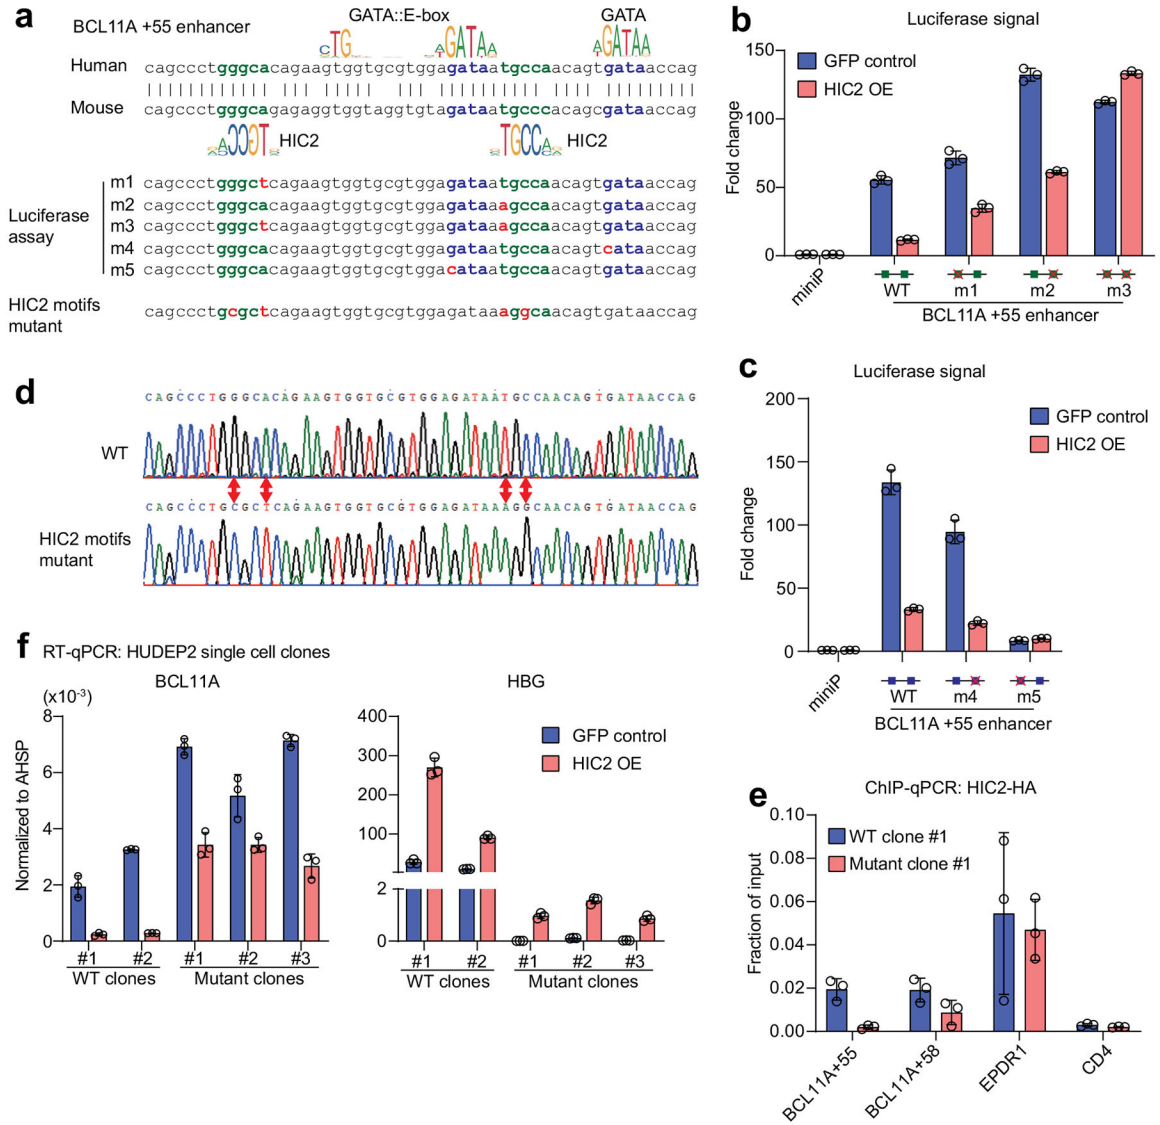 a
BCL11A +55 enhancer
GATA::E-box
GATA
CTG
AGATAA
AGATAA
Human
cagccctgggcacagaagtggtgcgtggagataatgccaacagtgataaccag
Mouse
cagccctgggcagagaggtggtaggtgtagataatgcccacagcgataaccag
ACCGT
HIC2
TGCCA
HIC2
Luciferase
assay
m1
cagccctgggctcagaagtggtgcgtggagataatgccaacagtgataaccag
m2
cagccctgggcacagaagtggtgcgtggagataaagccaacagtgataaccag
m3
cagccctgggctcagaagtggtgcgtggagataaagccaacagtgataaccag
m4
cagccctgggcacagaagtggtgcgtggagataatgccaacagtcataaccag
m5
cagccctgggcacagaagtggtgcgtggacataatgccaacagtgataaccag
HIC2 motifs
mutant
cagccctgcgctcagaagtggtgcgtggagataaaggcaacagtgataaccag
b
Luciferase signal
Fold change
150
100
50
0
GFP control
HIC2 OE
miniP
WT
m1
m2
m3
BCL11A +55 enhancer
c
Luciferase signal
Fold change
200
150
100
50
0
GFP control
HIC2 OE
miniP
WT
m4
m5
BCL11A +55 enhancer
d
CAGCCCTGGGCACAGAAGTGGTGCGTGGAGATAATGCCAACAGTGATAACCAG
WT
CAGCCCTGCGCTCAGAAGTGGTGCGTGGAGATAAAGGCAACAGTGATAACCAG
HIC2 motifs
mutant
e
ChIP-qPCR: HIC2-HA
Fraction of input
0.10
0.08
0.06
0.04
0.02
0.00
WT clone #1
Mutant clone #1
BCL11A+55
BCL11A+58
EPDR1
CD4
f
RT-qPCR: HUDEP2 single cell clones
BCL11A
(x10⁻³)
Normalized to AHSP
8
6
4
2
0
#1
#2
#1
#2
#3
WT clones
Mutant clones
HBG
400
300
200
100
2
0
GFP control
HIC2 OE
#1
#2
#1
#2
#3
WT clones
Mutant clones